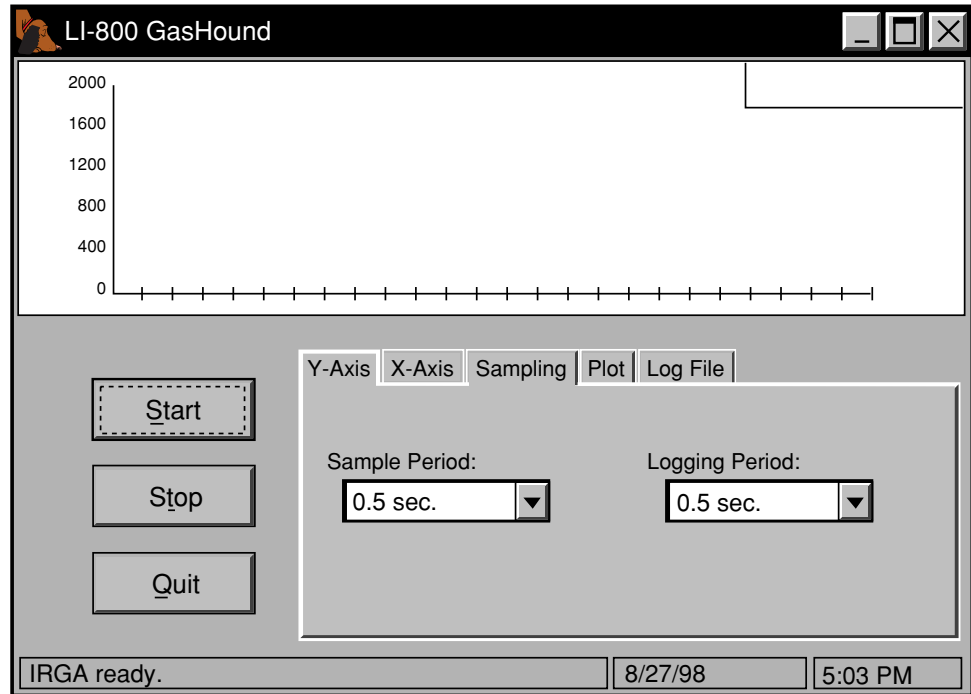 LI-800 GasHound
2000
1600
1200
800
400
0
Y-Axis X-Axis Sampling Plot Log File
Start
Stop
Quit
Sample Period: Logging Period:
0.5 sec. 0.5 sec.
IRGA ready. 8/27/98 5:03 PM